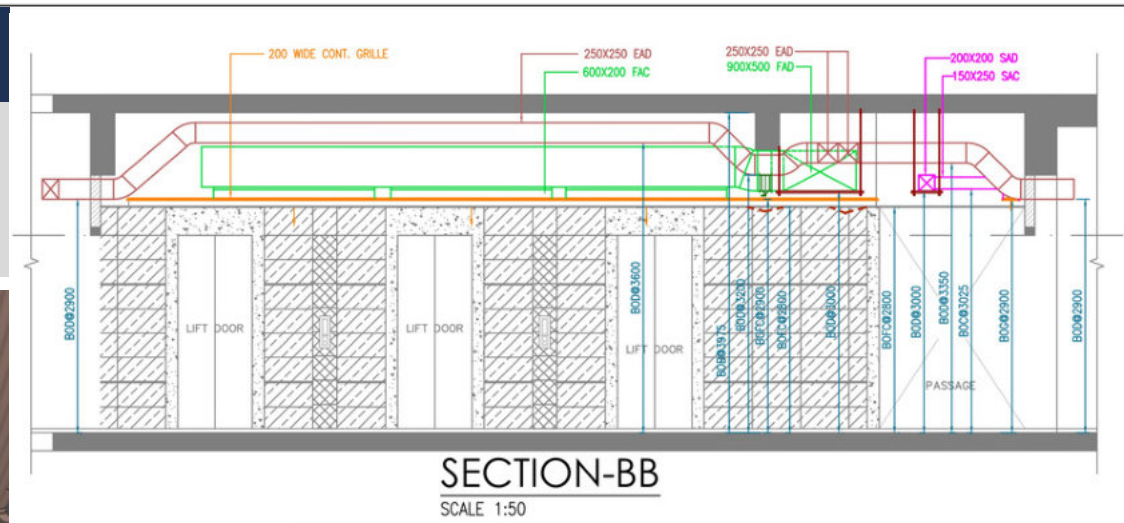 200 WIDE CONT. GRILLE
250X250 EAD
600X200 FAC
250X250 EAD
900X500 FAD
200X200 SAD
150X250 SAC
BOD@2900
LIFT DOOR
LIFT DOOR
LIFT DOOR
BOD@3600
BOB@3975
BOD@3200
BOFC@2900
BOFC@2800
BOD@3000
BOFC@2800
BOD@3000
BOD@3350
BOC@3025
BOG@2900
BOD@2900
PASSAGE
SECTION-BB
SCALE 1:50